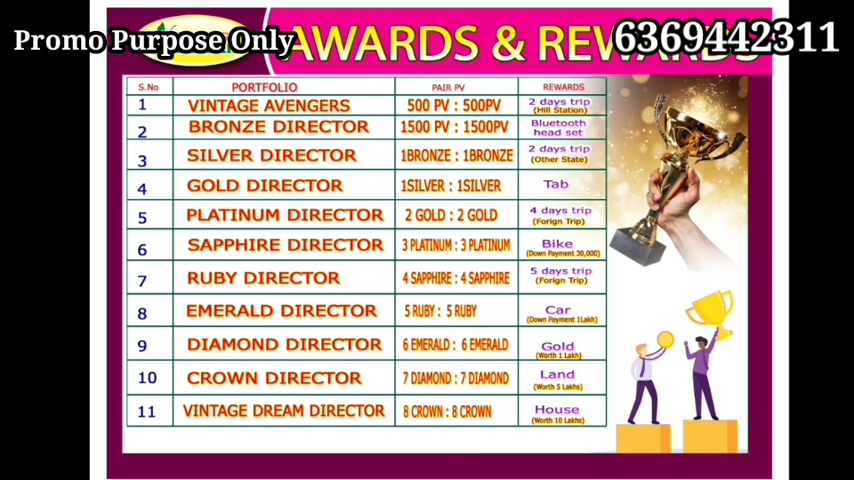 Promo Purpose Only
AWARDS & REWARDS
6369442311
S.No PORTFOLIO PAIR PV REWARDS
1 VINTAGE AVENGERS 500 PV : 500PV 2 days trip
(Hill Station)
2 BRONZE DIRECTOR 1500 PV : 1500PV Bluetooth
head set
3 SILVER DIRECTOR 1BRONZE : 1BRONZE 2 days trip
(Other State)
4 GOLD DIRECTOR 1SILVER : 1SILVER Tab
5 PLATINUM DIRECTOR 2 GOLD : 2 GOLD 4 days trip
(Forign Trip)
6 SAPPHIRE DIRECTOR 3 PLATINUM : 3 PLATINUM Bike
(Down Payment 30,000)
7 RUBY DIRECTOR 4 SAPPHIRE : 4 SAPPHIRE 5 days trip
(Forign Trip)
8 EMERALD DIRECTOR 5 RUBY : 5 RUBY Car
(Down Payment 1Lakh)
9 DIAMOND DIRECTOR 6 EMERALD : 6 EMERALD Gold
(Worth 1 Lakh)
10 CROWN DIRECTOR 7 DIAMOND : 7 DIAMOND Land
(Worth 5 Lakhs)
11 VINTAGE DREAM DIRECTOR 8 CROWN : 8 CROWN House
(Worth 10 Lakhs)